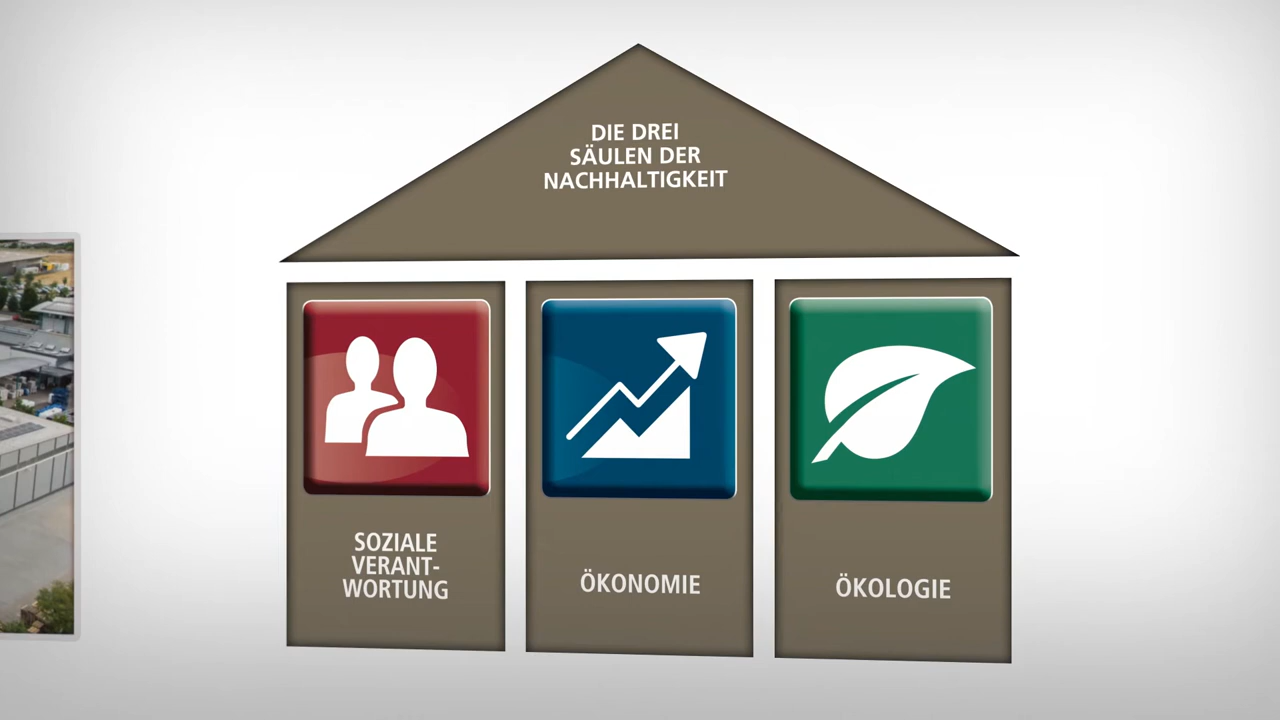 DIE DREI
SÄULEN DER
NACHHALTIGKEIT
SOZIALE
VERANT-
WORTUNG
ÖKONOMIE
ÖKOLOGIE